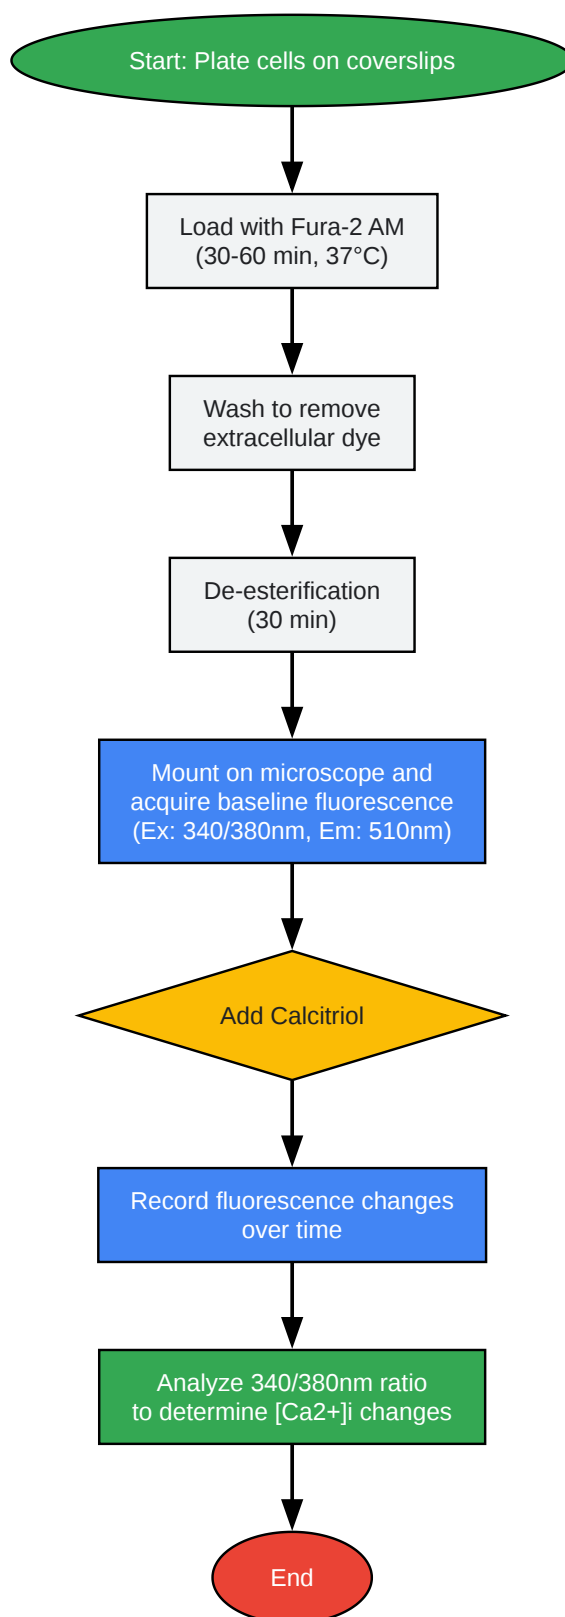 Start: Plate cells on coverslips
Load with Fura-2 AM
(30-60 min, 37°C)
Wash to remove
extracellular dye
De-esterification
(30 min)
Mount on microscope and
acquire baseline fluorescence
(Ex: 340/380nm, Em: 510nm)
Add Calcitriol
Record fluorescence changes
over time
Analyze 340/380nm ratio
to determine [Ca2+]i changes
End